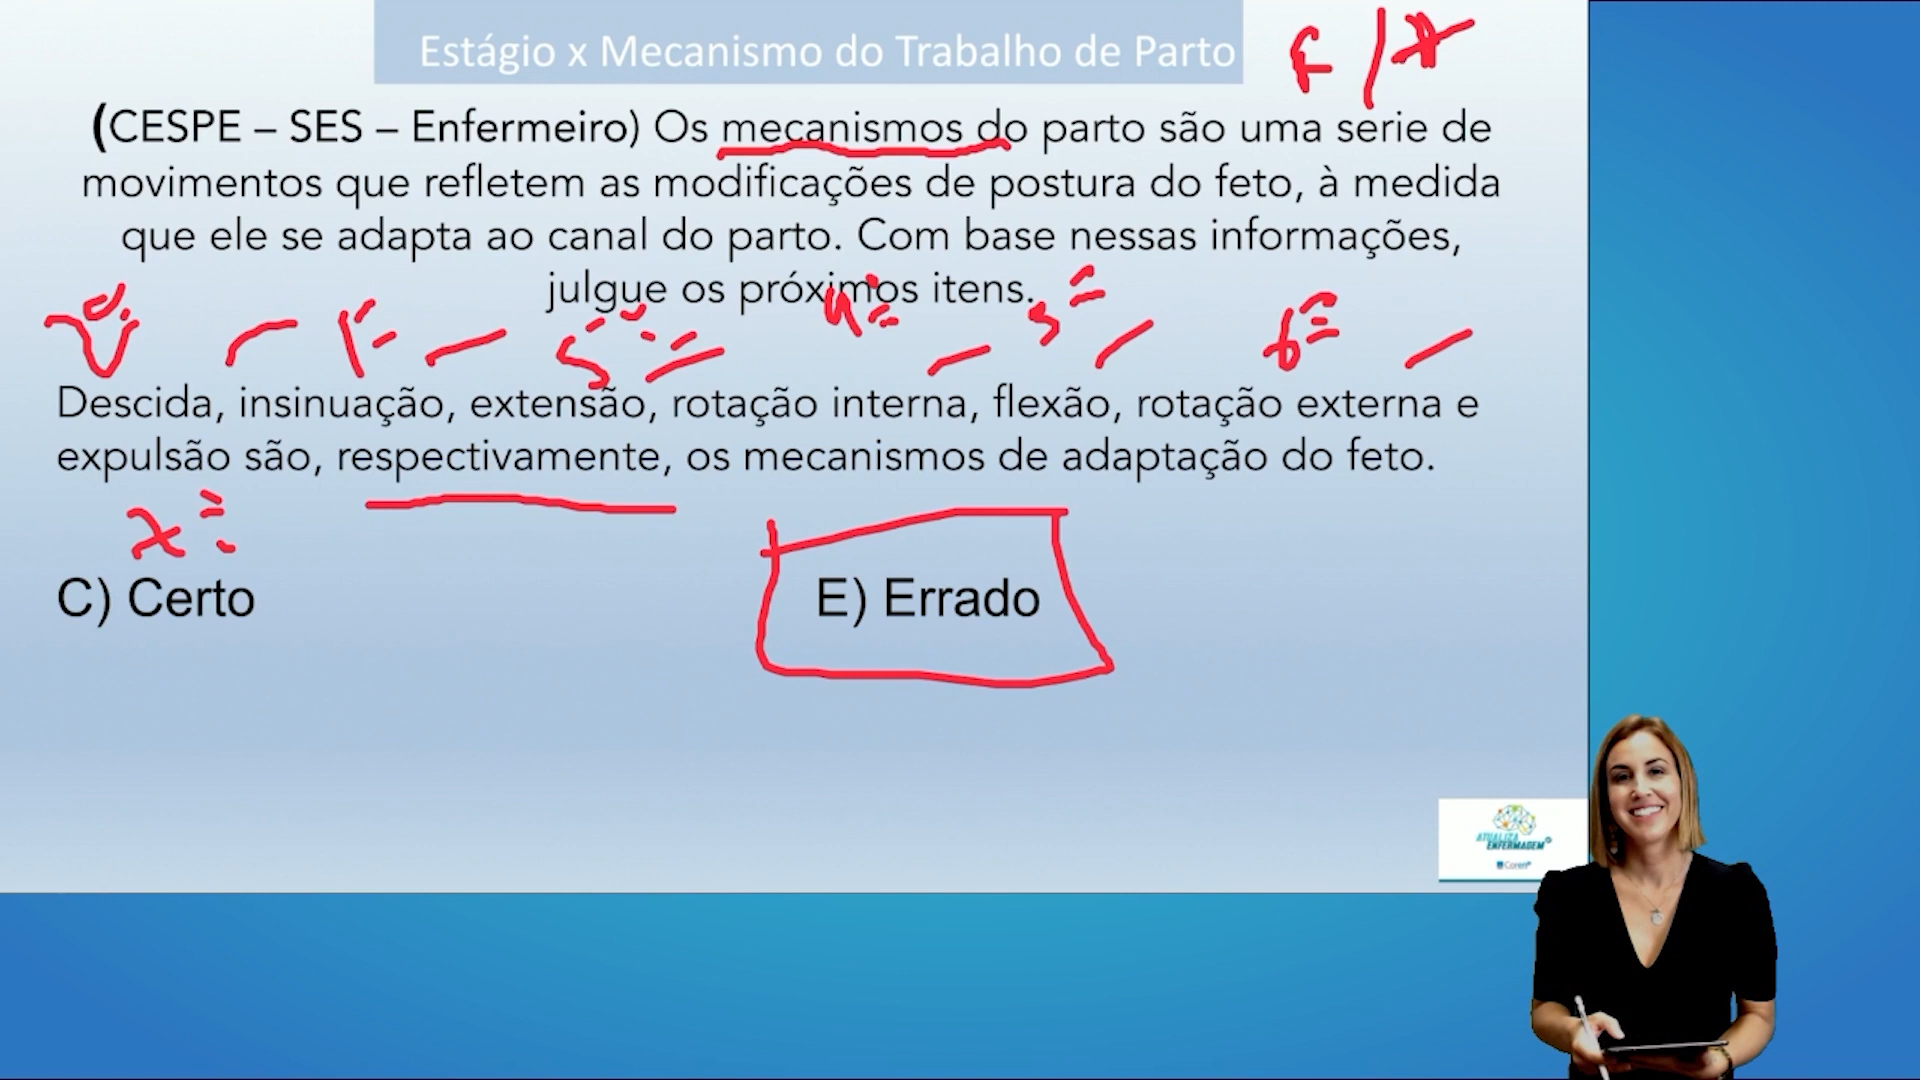 Estágio x Mecanismo do Trabalho de Parto
(CESPE – SES – Enfermeiro) Os mecanismos do parto são uma serie de
movimentos que refletem as modificações de postura do feto, à medida
que ele se adapta ao canal do parto. Com base nessas informações,
julgue os próximos itens.
Descida, insinuação, extensão, rotação interna, flexão, rotação externa e
expulsão são, respectivamente, os mecanismos de adaptação do feto.
C) Certo
E) Errado
ATUALIZA
ENFERMAGEM
Coren